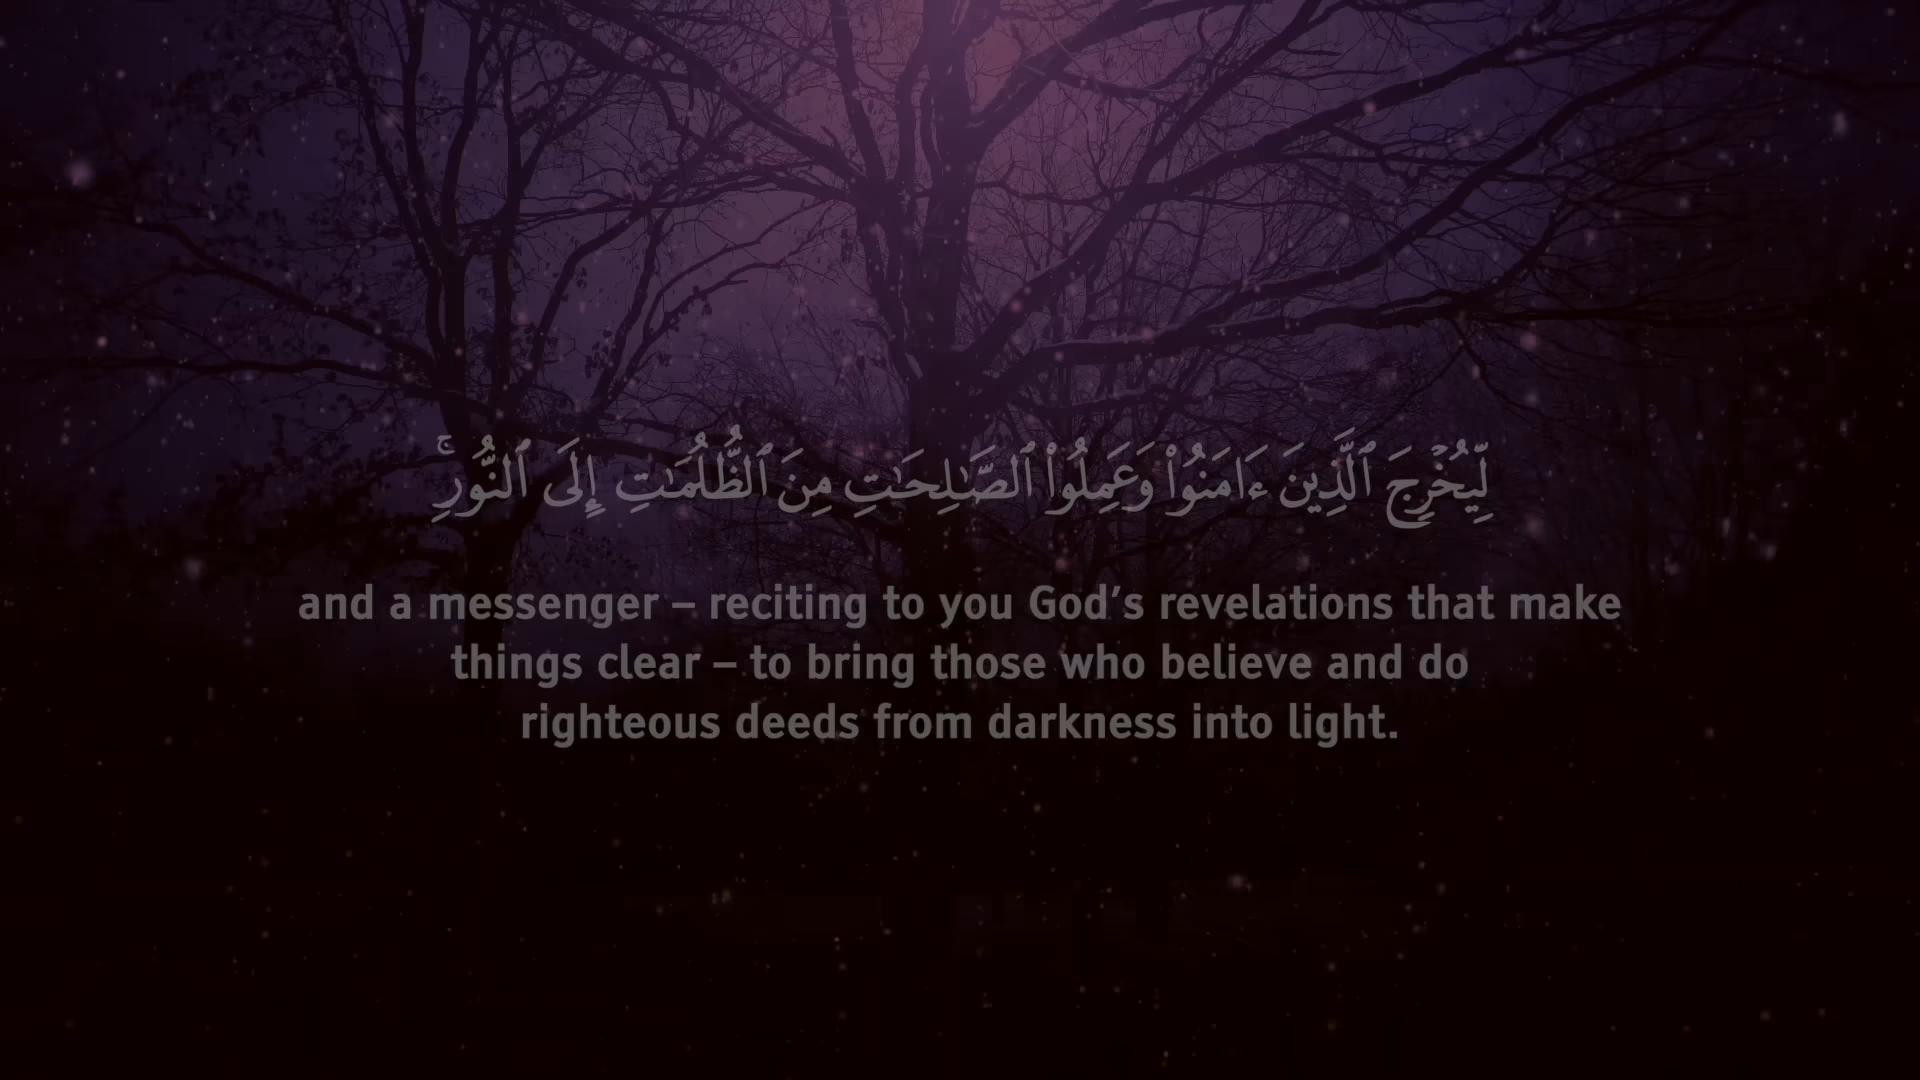 لِّيُخْرِجَ ٱلَّذِينَ ءَامَنُوا۟ وَعَمِلُوا۟ ٱلصَّـٰلِحَـٰتِ مِنَ ٱلظُّلُمَـٰتِ إِلَى ٱلنُّورِ ۚ
and a messenger – reciting to you God’s revelations that make
things clear – to bring those who believe and do
righteous deeds from darkness into light.